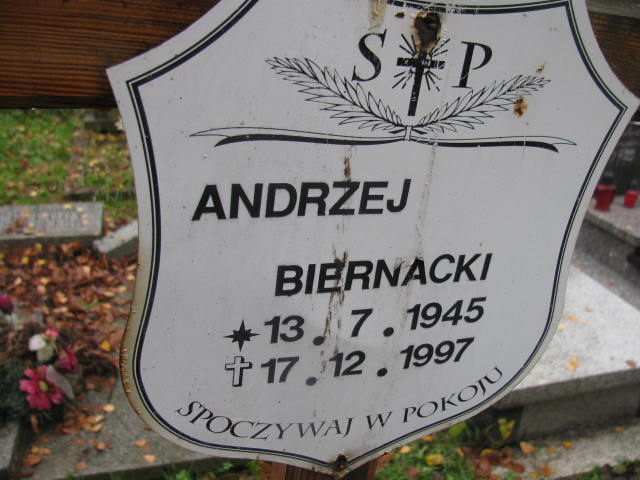 S P
ANDRZEJ
BIERNACKI
13. 7. 1945
17. 12. 1997
SPOCZYWAJ W POKOJU